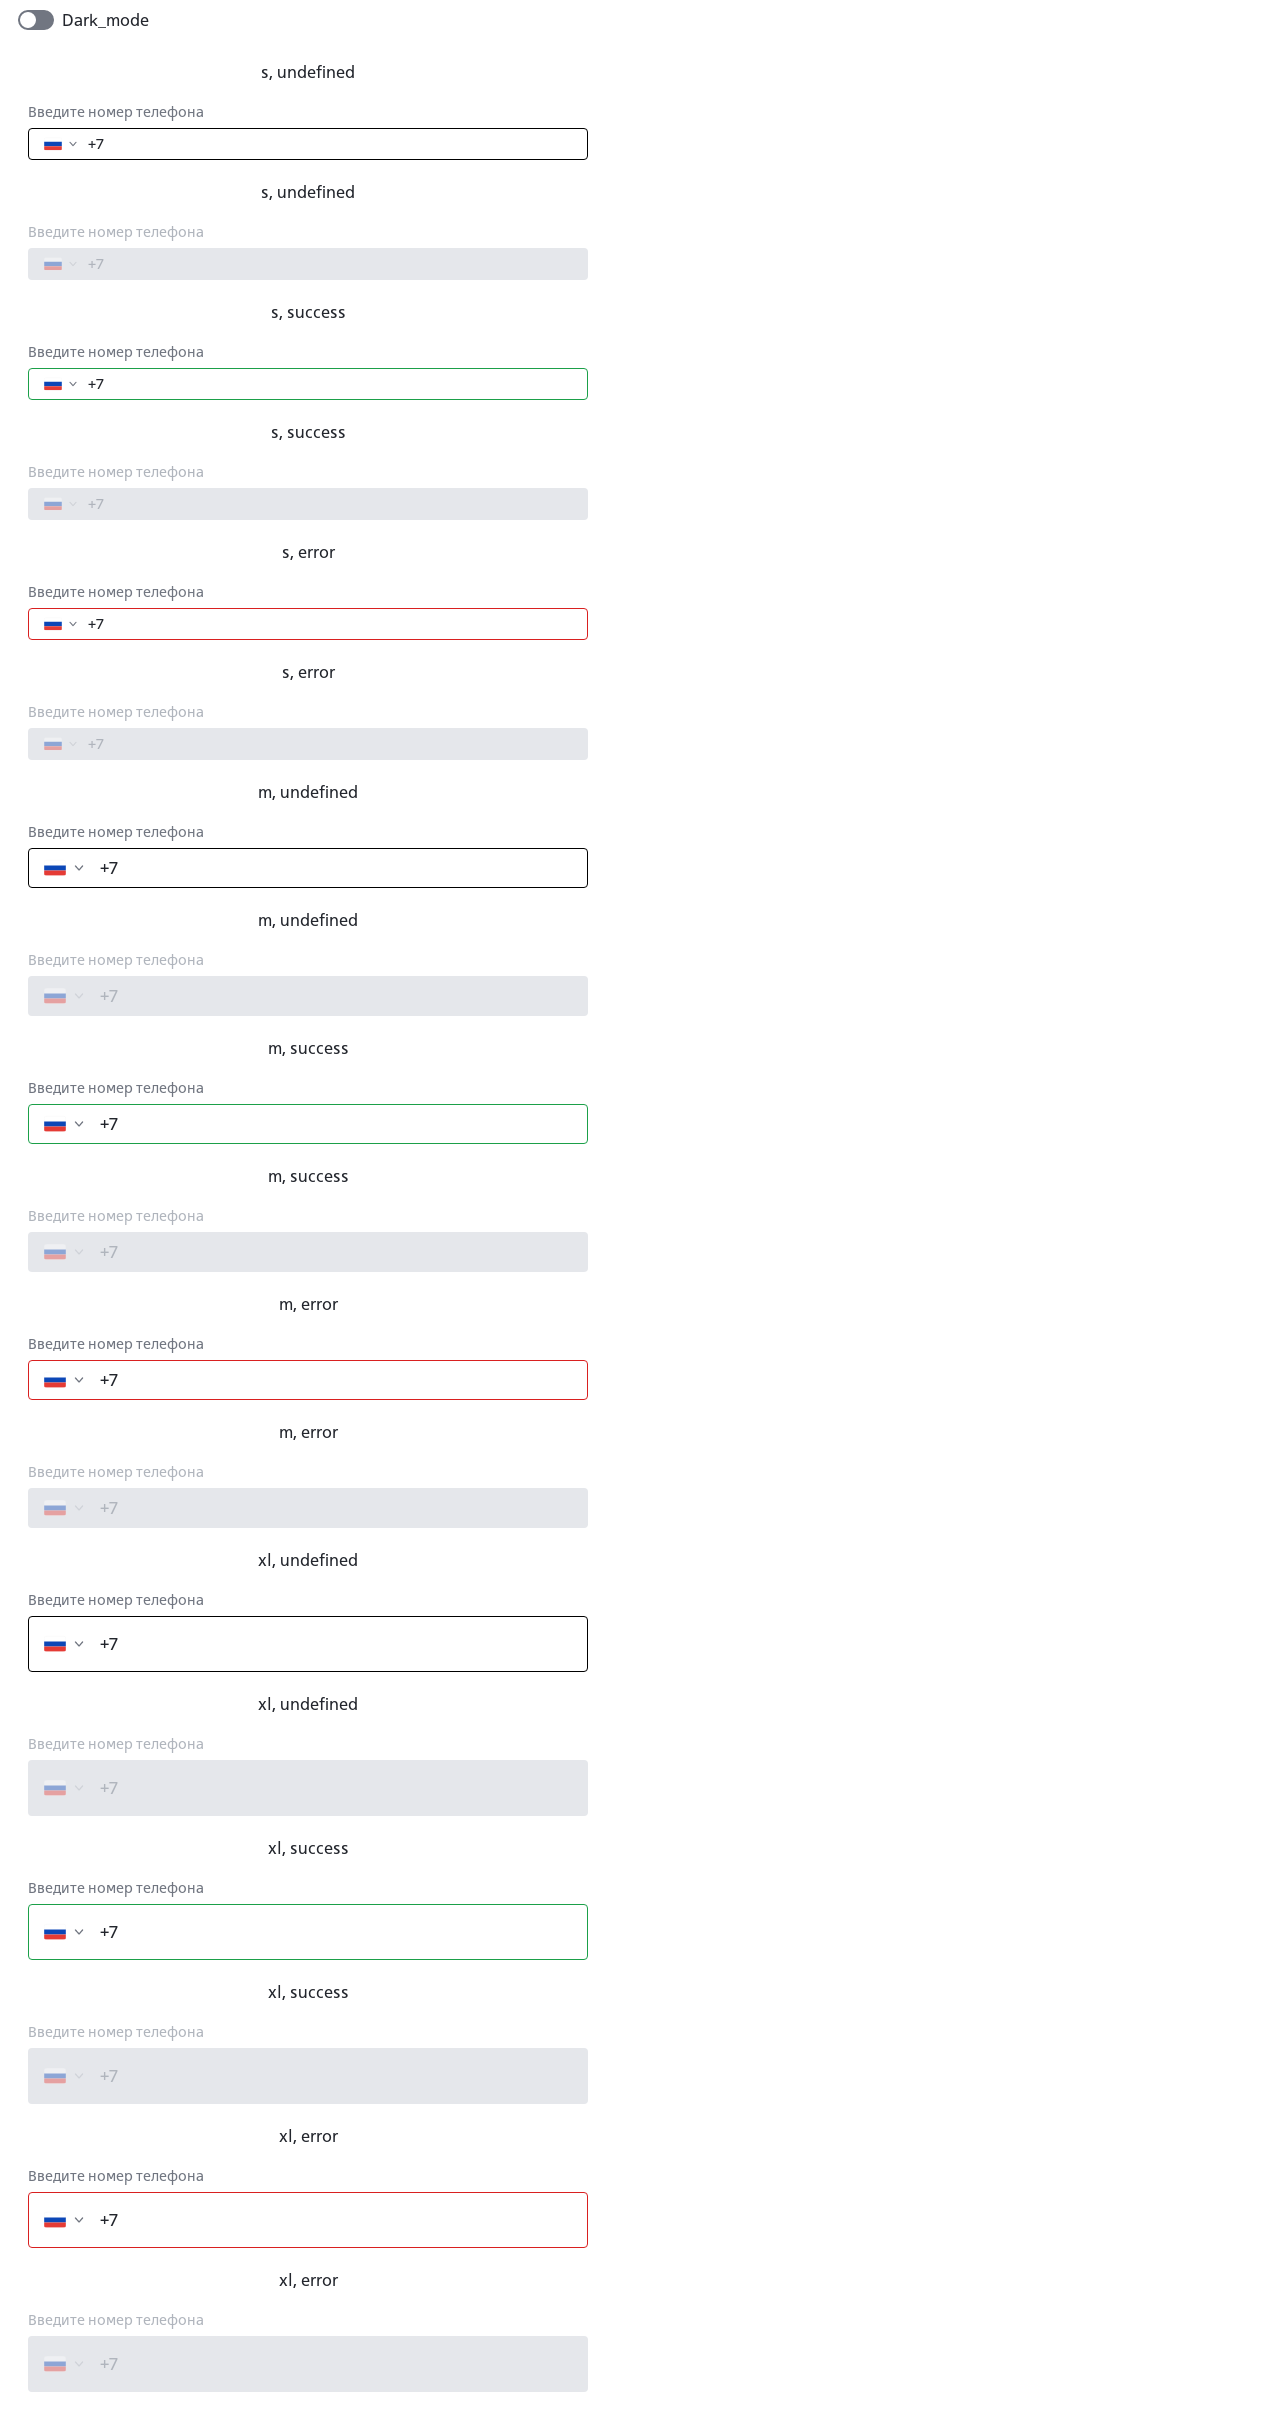 Dark_mode
s, undefined
Введите номер телефона
+7
s, undefined
Введите номер телефона
+7
s, success
Введите номер телефона
+7
s, success
Введите номер телефона
+7
s, error
Введите номер телефона
+7
s, error
Введите номер телефона
+7
m, undefined
Введите номер телефона
+7
m, undefined
Введите номер телефона
+7
m, success
Введите номер телефона
+7
m, success
Введите номер телефона
+7
m, error
Введите номер телефона
+7
m, error
Введите номер телефона
+7
xl, undefined
Введите номер телефона
+7
xl, undefined
Введите номер телефона
+7
xl, success
Введите номер телефона
+7
xl, success
Введите номер телефона
+7
xl, error
Введите номер телефона
+7
xl, error
Введите номер телефона
+7